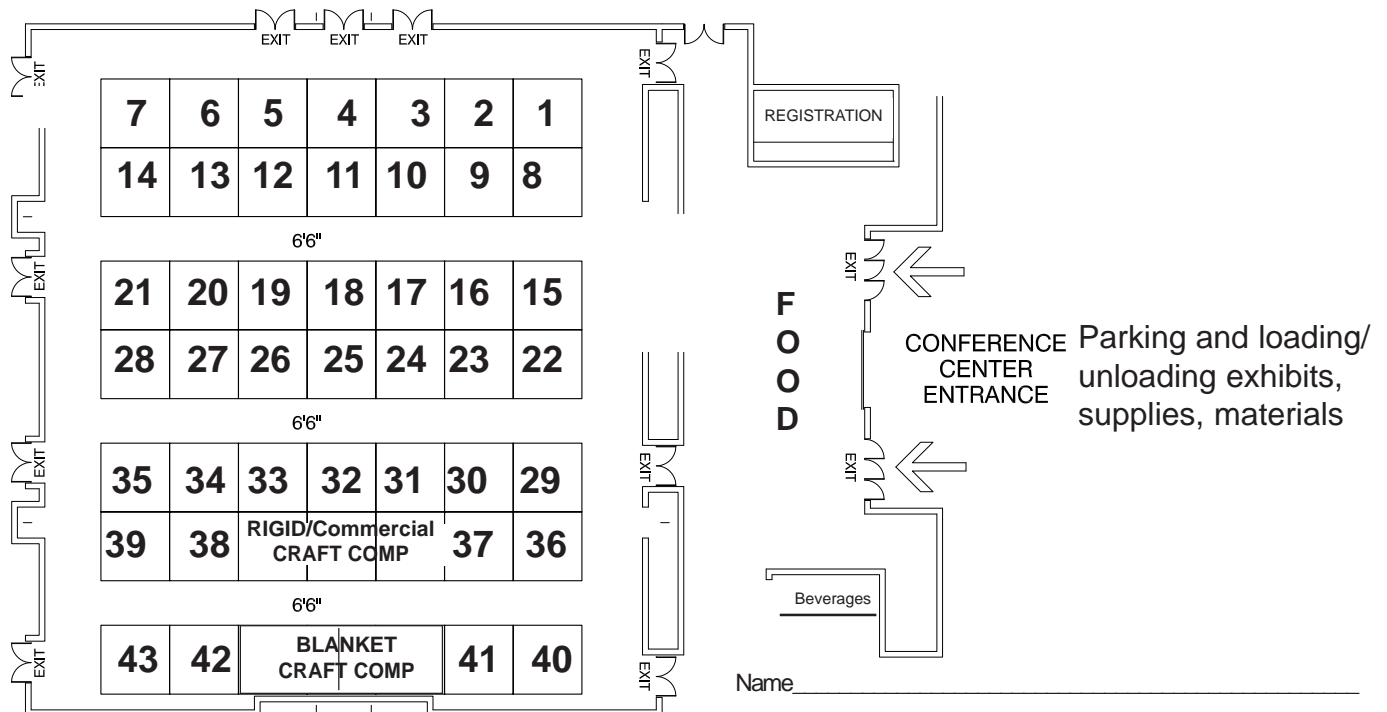 EXIT EXIT EXIT
EXIT
EXIT
7 6 5 4 3 2 1
REGISTRATION
14 13 12 11 10 9 8
6'6"
EXIT
EXIT
21 20 19 18 17 16 15
FOOD
28 27 26 25 24 23 22
CONFERENCE
CENTER
ENTRANCE
Parking and loading/
unloading exhibits,
supplies, materials
6'6"
EXIT
EXIT
EXIT
35 34 33 32 31 30 29
39 38 RIGID/Commercial
CRAFT COMP 37 36
6'6"
Beverages
EXIT
EXIT
43 42 BLANKET
CRAFT COMP 41 40
Name